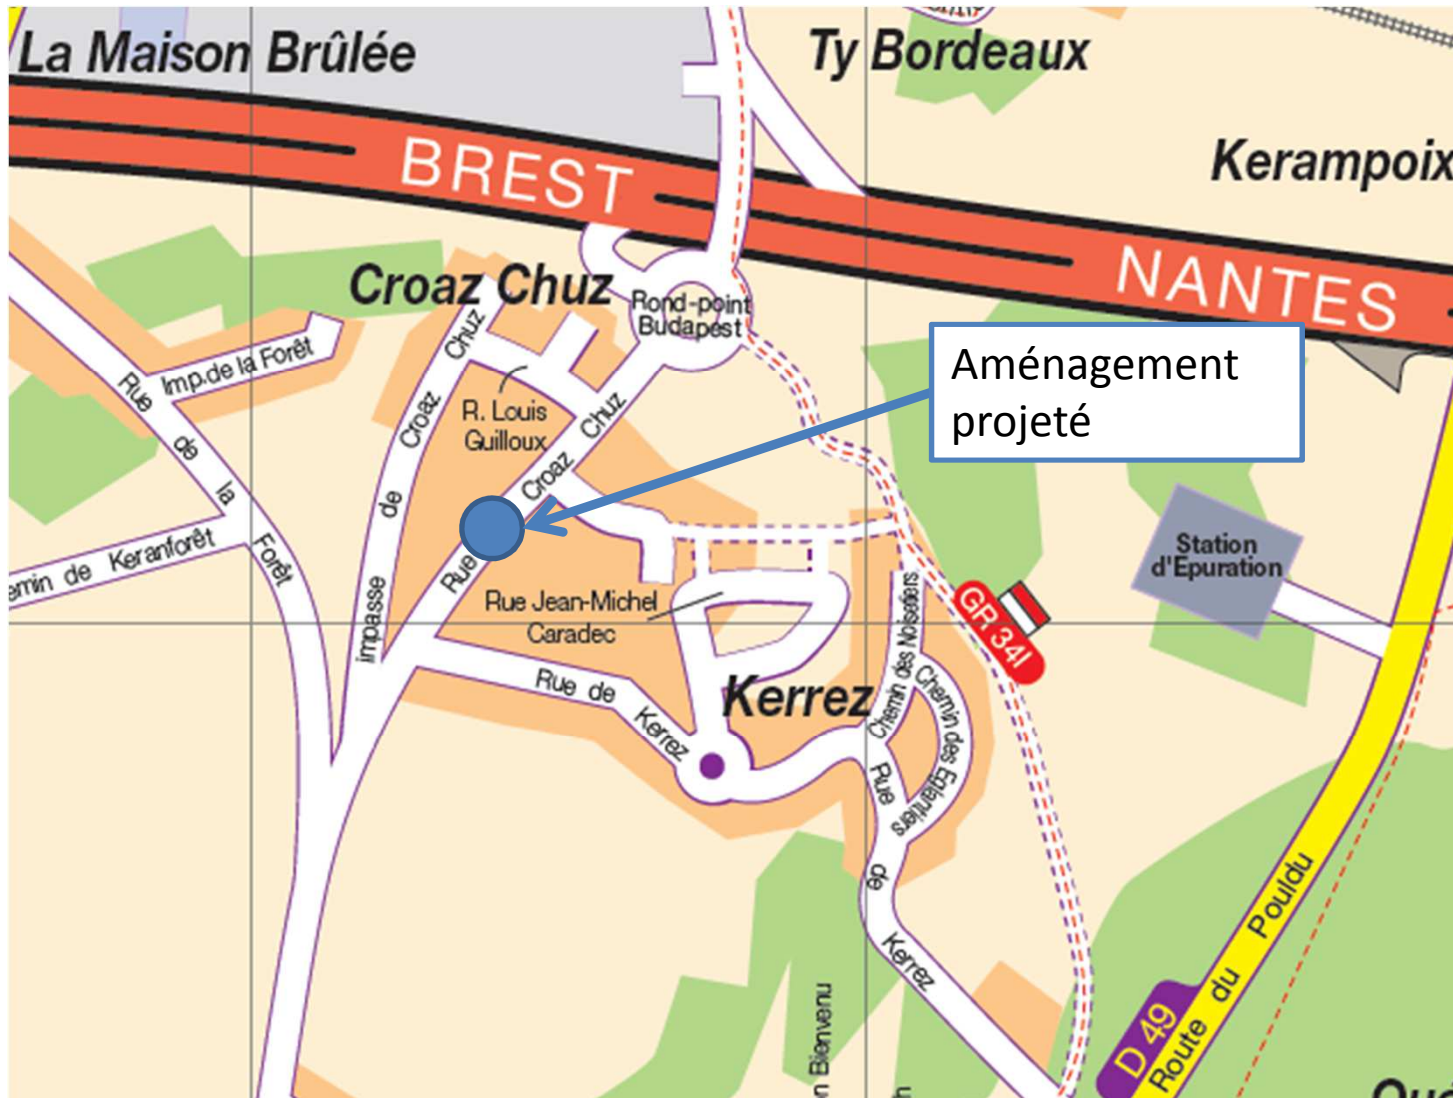 La Maison Brûlée
Ty Bordeaux
Kerampoix
BREST
NANTES
Croaz Chuz
Rond-point
Budapest
Aménagement
projeté
Imp.de la Forêt
Rue de la Forêt
R. Louis
Guilloux
impasse de Croaz Chuz
Rue Croaz Chuz
Station
d'Epuration
emin de Keranforêt
Rue Jean-Michel
Caradec
GR 34I
Rue de Kerrez
Kerrez
Chemin des Noisetiers
Chemin des Eglantiers
Rue de Kerrez
Route du Pouldu
D 49
n Bienvenu